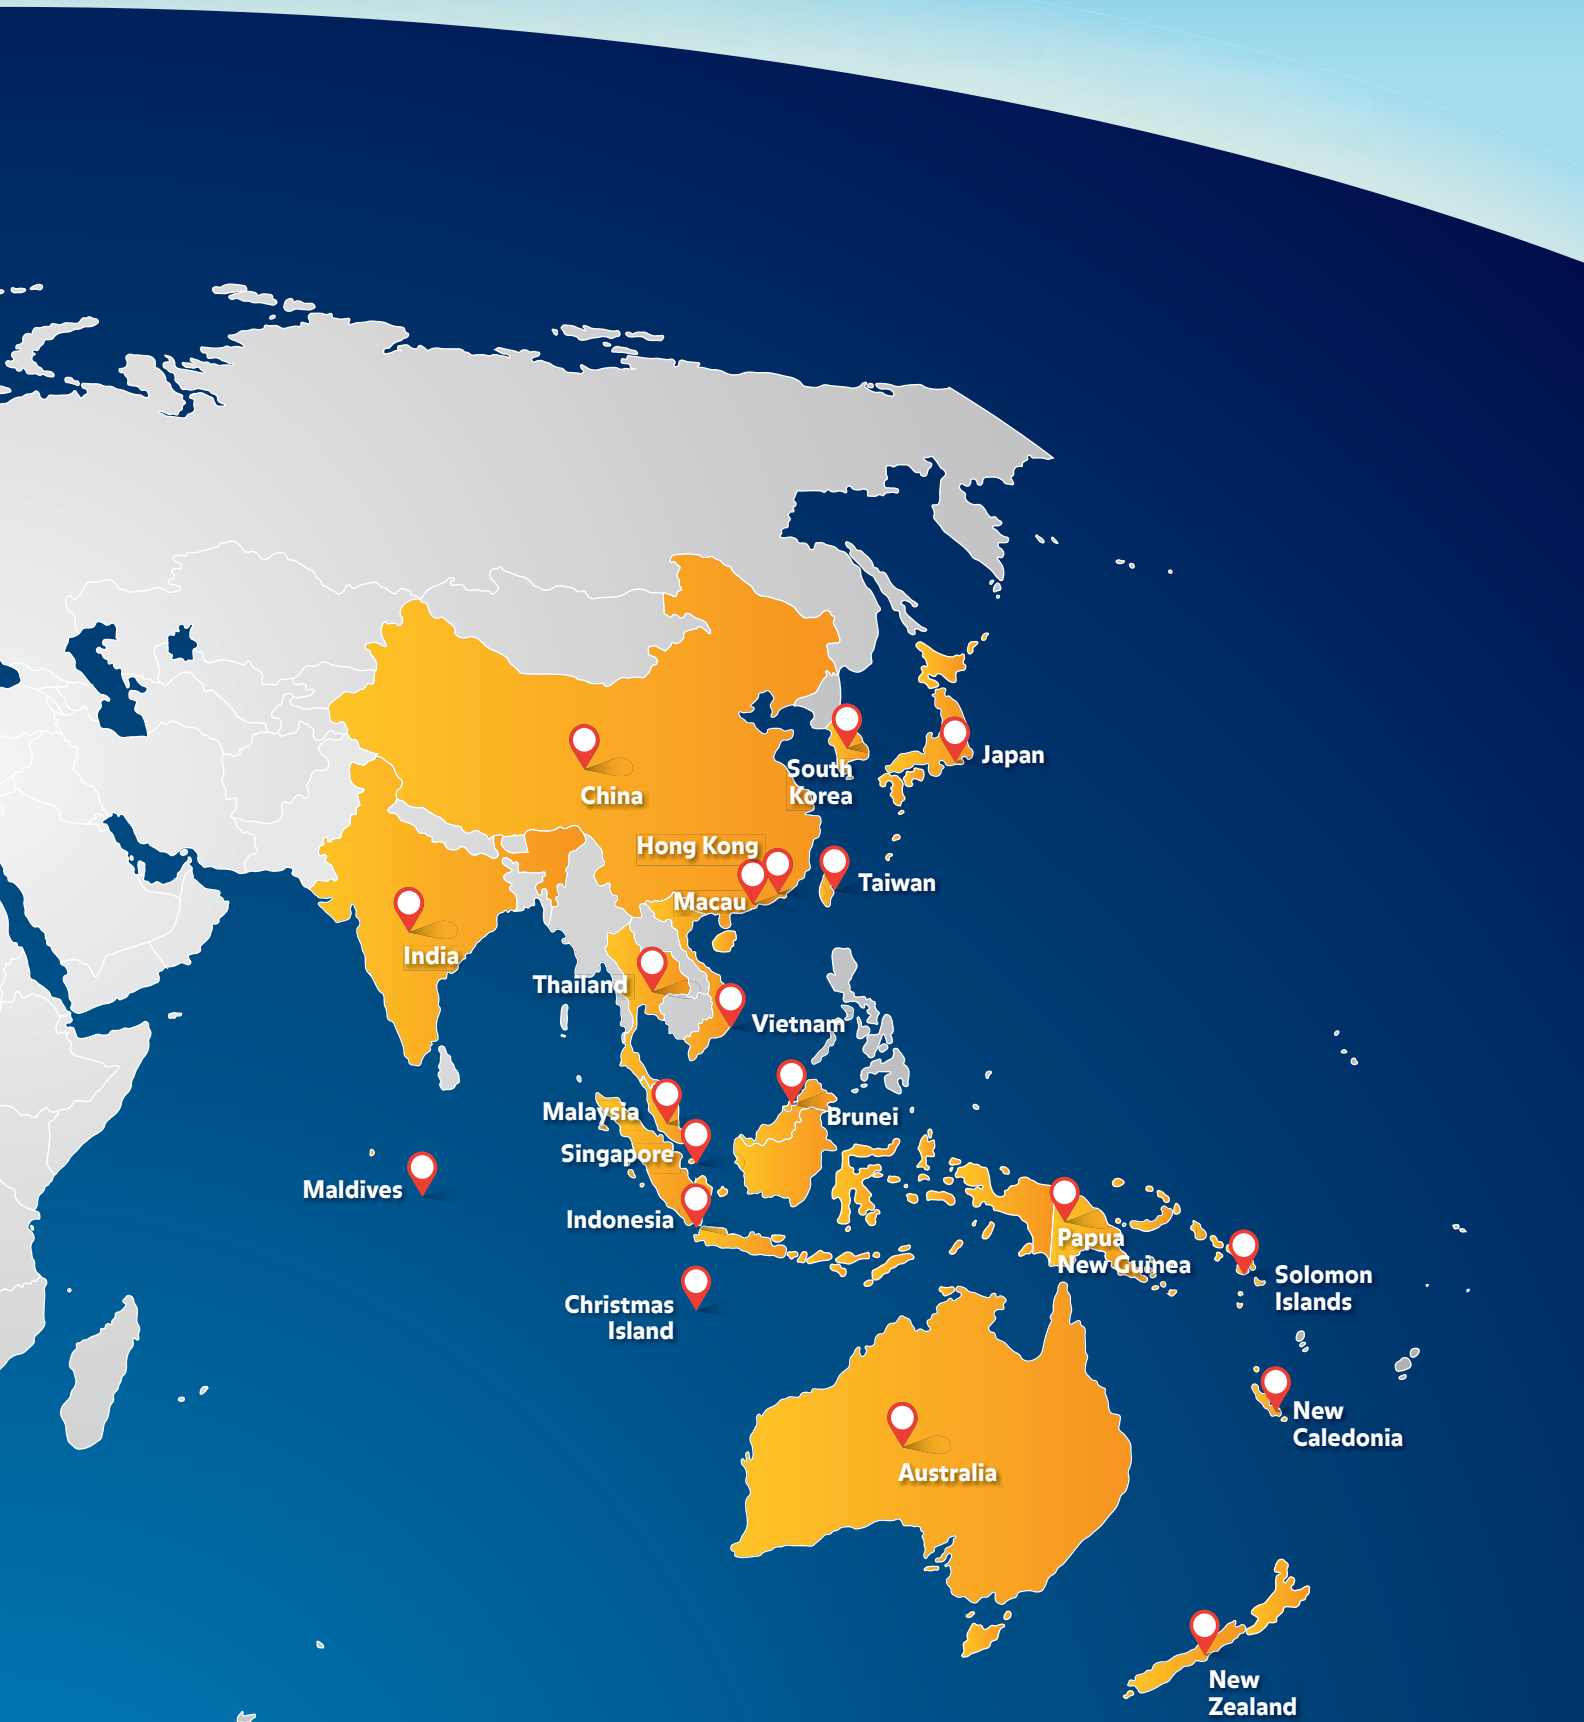 Japan
South
Korea
China
Hong Kong
Taiwan
Macau
India
Thailand
Vietnam
Malaysia
Brunei
Singapore
Maldives
Indonesia
Papua
New Guinea
Solomon
Islands
Christmas
Island
New
Caledonia
Australia
New
Zealand